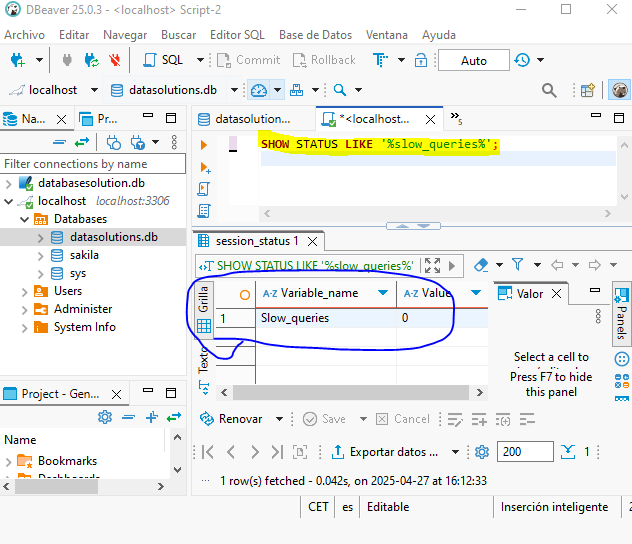 DBeaver 25.0.3 - <localhost> Script-2
Archivo Editar Navegar Buscar Editor SQL Base de Datos Ventana Ayuda
SQL Commit Rollback T Auto
localhost datasolutions.db
Na... Pr...
Filter connections by name
databasesolution.db
localhost localhost:3306
Databases
datasolutions.db
sakila
sys
Users
Administer
System Info
Project - Gen...
Name
Bookmarks
Dashboards
datasolution... *<localhost... »5
SHOW STATUS LIKE '%slow_queries%';
session_status 1
SHOW STATUS LIKE '%slow_queries%'
Grilla
Texto
A-Z Variable_name A-Z Value
1 Slow_queries 0
Valor
Select a cell to
Press F7 to hide
this panel
Panels
Renovar Save Cancel
Exportar datos ... 200 1
1 row(s) fetched - 0.042s, on 2025-04-27 at 16:12:33
CET es Editable Inserción inteligente